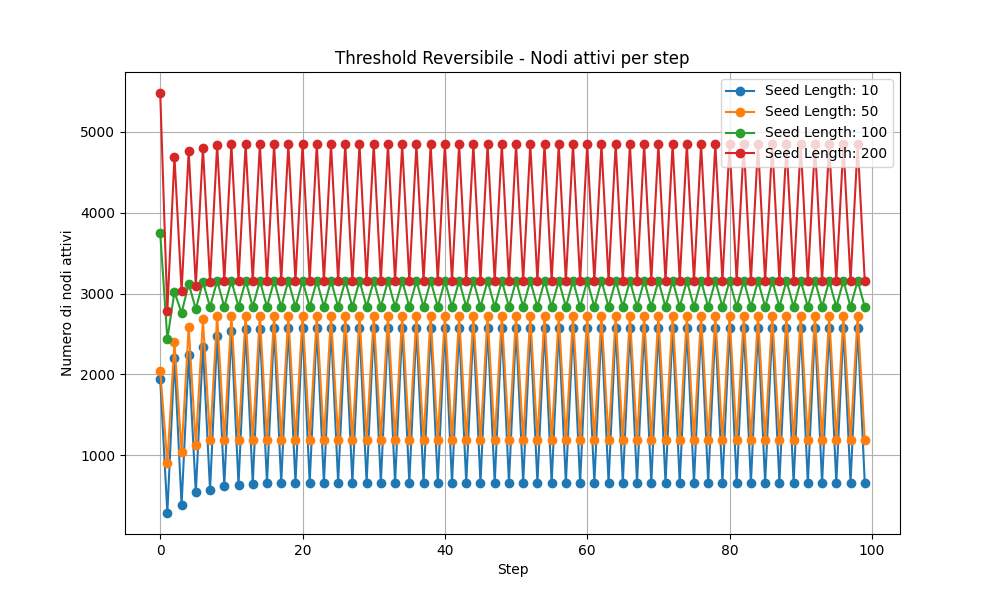 Threshold Reversibile - Nodi attivi per step
Seed Length: 10
Seed Length: 50
Seed Length: 100
Seed Length: 200
Numero di nodi attivi
5000
4000
3000
2000
1000
0
20
40
60
80
100
Step